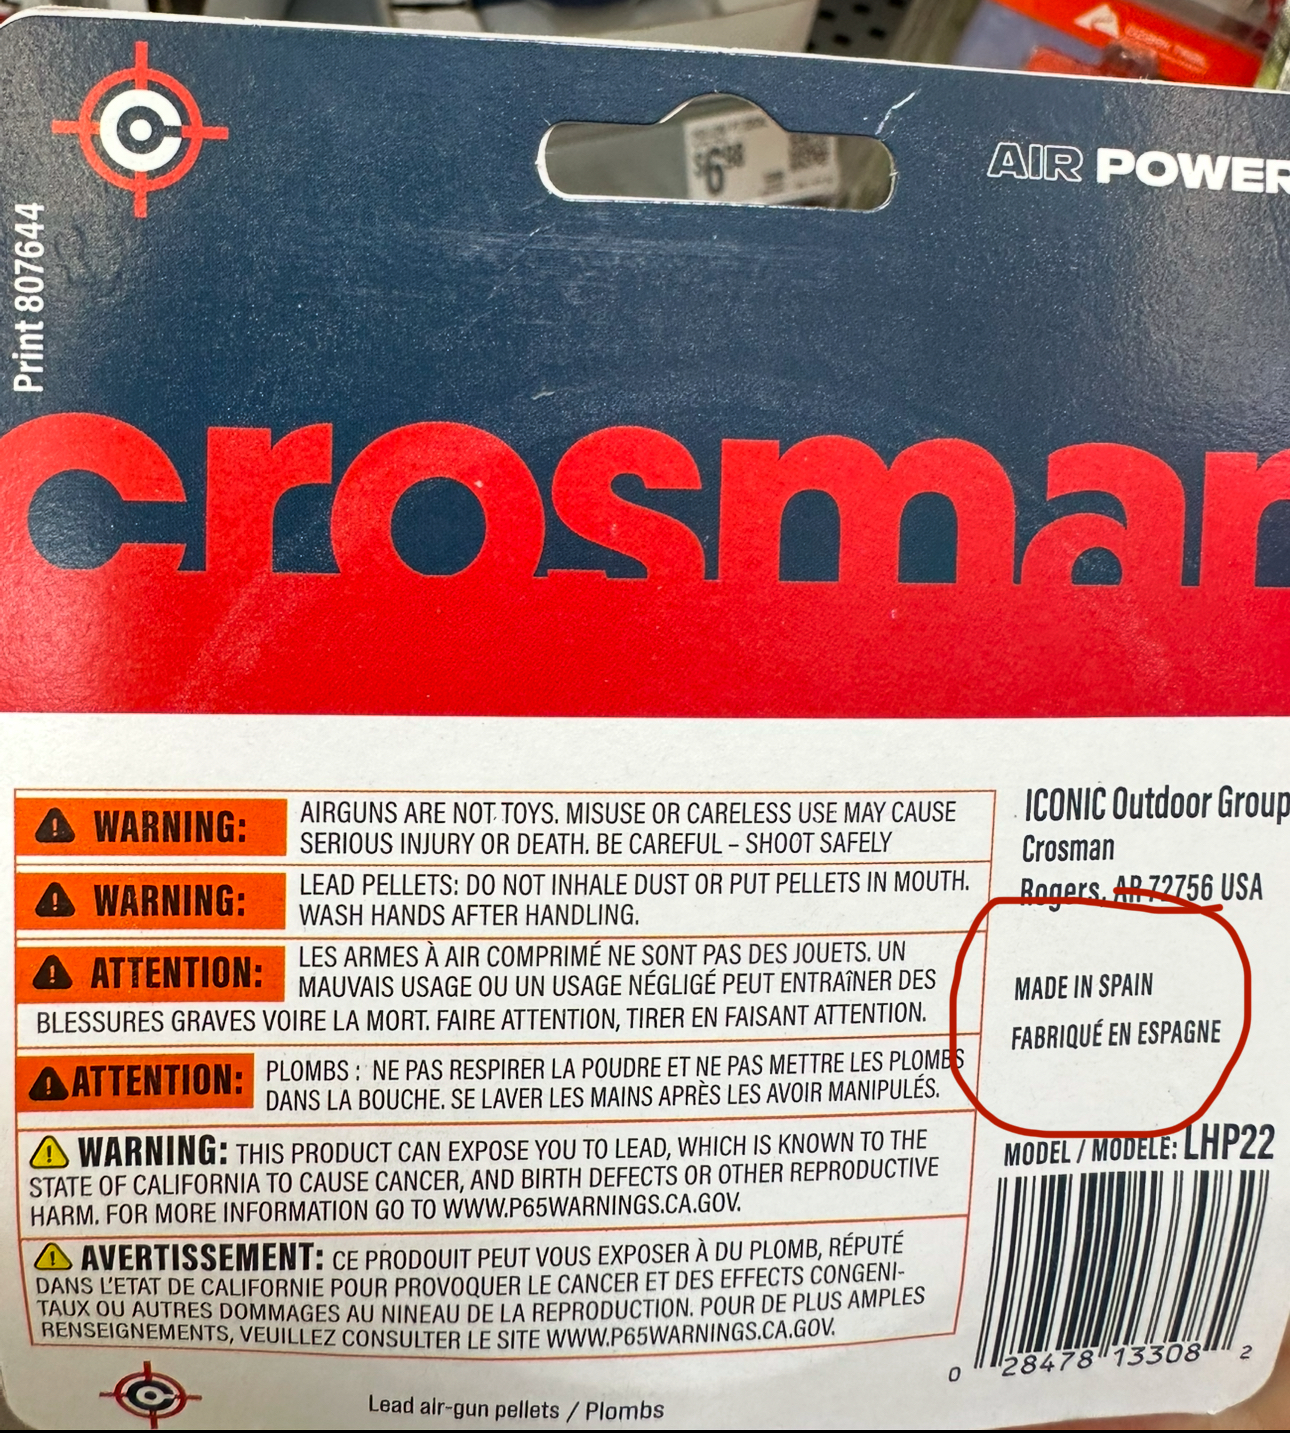 AIR POWER
$6.98
Print 807644
crosman
WARNING: AIRGUNS ARE NOT TOYS. MISUSE OR CARELESS USE MAY CAUSE
SERIOUS INJURY OR DEATH. BE CAREFUL – SHOOT SAFELY
WARNING: LEAD PELLETS: DO NOT INHALE DUST OR PUT PELLETS IN MOUTH.
WASH HANDS AFTER HANDLING.
ATTENTION: LES ARMES À AIR COMPRIMÉ NE SONT PAS DES JOUETS. UN
MAUVAIS USAGE OU UN USAGE NÉGLIGÉ PEUT ENTRAîNER DES
BLESSURES GRAVES VOIRE LA MORT. FAIRE ATTENTION, TIRER EN FAISANT ATTENTION.
ATTENTION: PLOMBS : NE PAS RESPIRER LA POUDRE ET NE PAS METTRE LES PLOMBS
DANS LA BOUCHE. SE LAVER LES MAINS APRÈS LES AVOIR MANIPULÉS.
WARNING: THIS PRODUCT CAN EXPOSE YOU TO LEAD, WHICH IS KNOWN TO THE
STATE OF CALIFORNIA TO CAUSE CANCER, AND BIRTH DEFECTS OR OTHER REPRODUCTIVE
HARM. FOR MORE INFORMATION GO TO WWW.P65WARNINGS.CA.GOV.
AVERTISSEMENT: CE PRODOUIT PEUT VOUS EXPOSER À DU PLOMB, RÉPUTÉ
DANS L'ETAT DE CALIFORNIE POUR PROVOQUER LE CANCER ET DES EFFECTS CONGENI-
TAUX OU AUTRES DOMMAGES AU NINEAU DE LA REPRODUCTION. POUR DE PLUS AMPLES
RENSEIGNEMENTS, VEUILLEZ CONSULTER LE SITE WWW.P65WARNINGS.CA.GOV.
ICONIC Outdoor Group
Crosman
Rogers, AR 72756 USA
MADE IN SPAIN
FABRIQUÉ EN ESPAGNE
MODEL / MODELE: LHP22
0 28478 13308 2
Lead air-gun pellets / Plombs